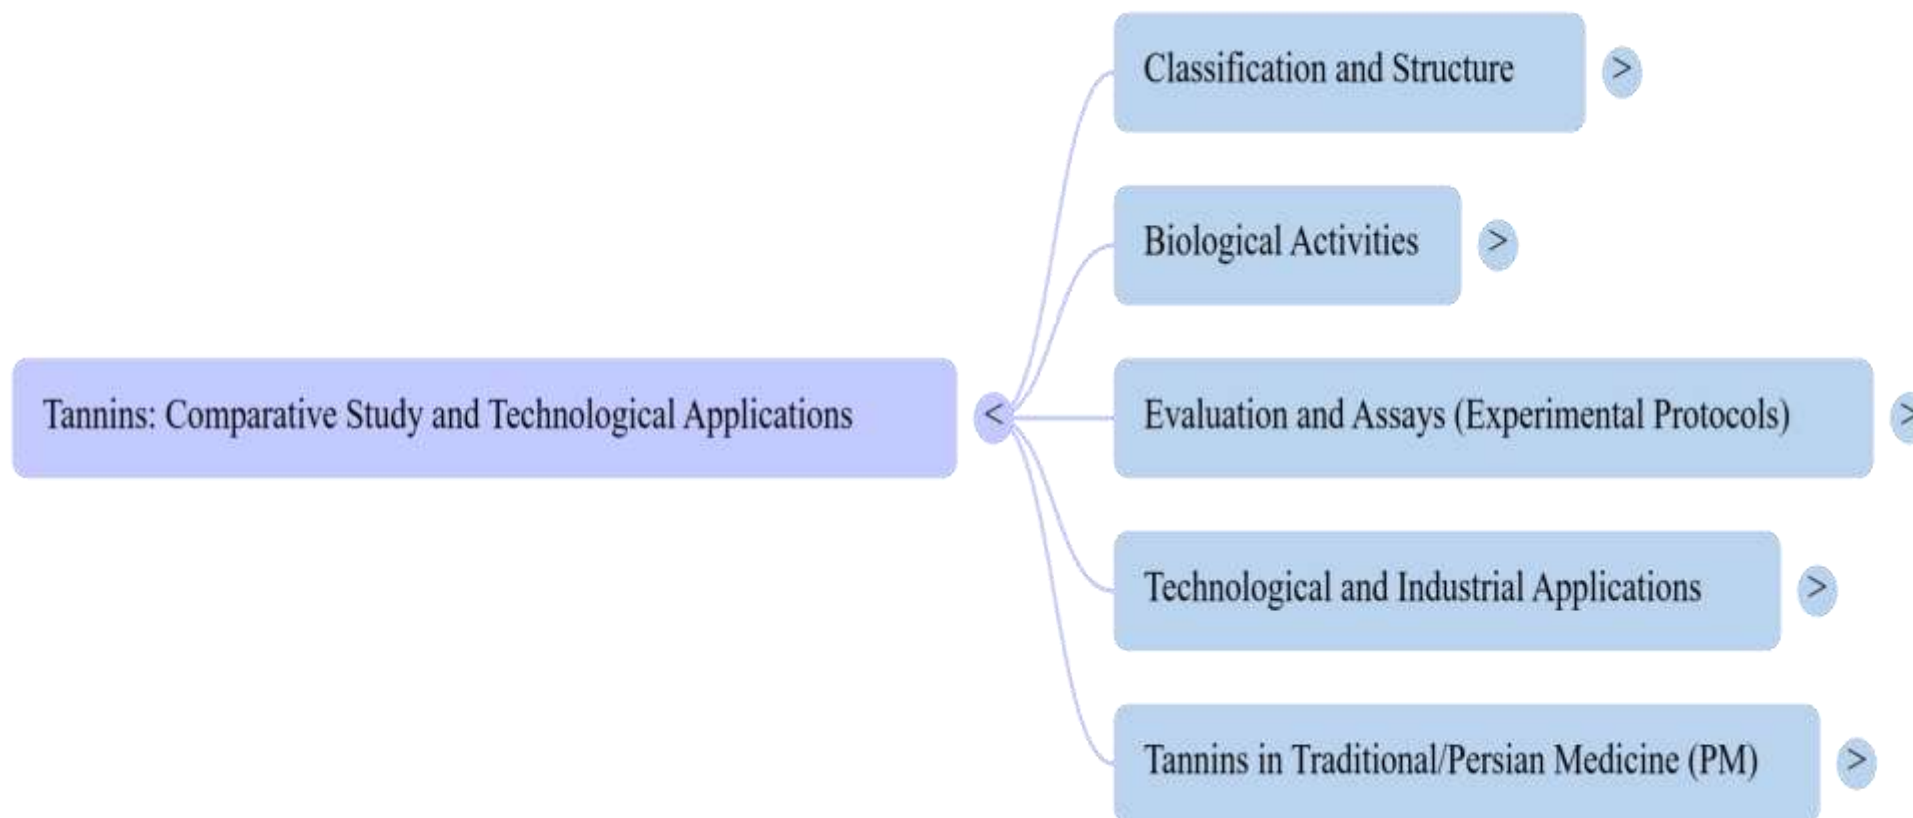 Classification and Structure >
Biological Activities >
Tannins: Comparative Study and Technological Applications <
Evaluation and Assays (Experimental Protocols) >
Technological and Industrial Applications >
Tannins in Traditional/Persian Medicine (PM) >